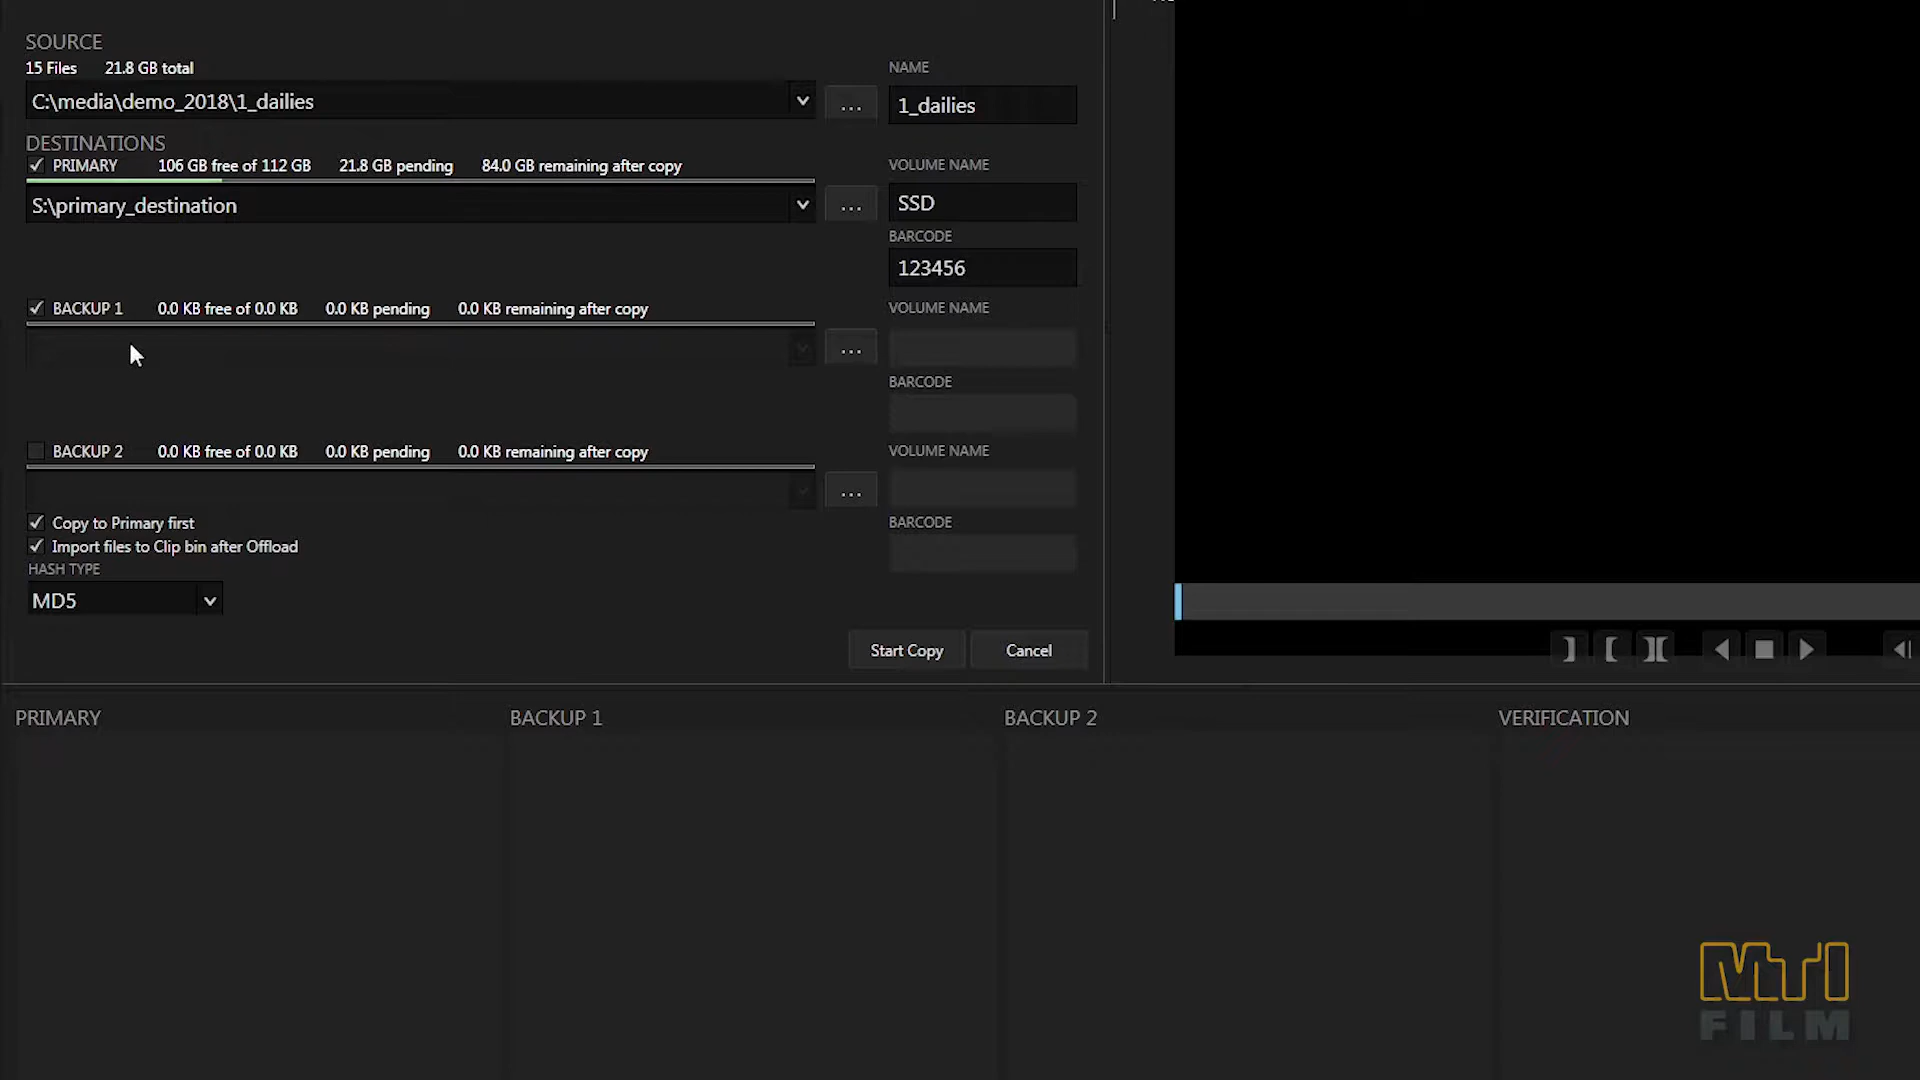 SOURCE
15 Files 21.8 GB total
C:\media\demo_2018\1_dailies
...
NAME
1_dailies
DESTINATIONS
PRIMARY 106 GB free of 112 GB 21.8 GB pending 84.0 GB remaining after copy
S:\primary_destination
...
VOLUME NAME
SSD
BARCODE
123456
BACKUP 1 0.0 KB free of 0.0 KB 0.0 KB pending 0.0 KB remaining after copy
...
VOLUME NAME
BARCODE
BACKUP 2 0.0 KB free of 0.0 KB 0.0 KB pending 0.0 KB remaining after copy
...
VOLUME NAME
BARCODE
Copy to Primary first
Import files to Clip bin after Offload
HASH TYPE
MD5
Start Copy Cancel
PRIMARY BACKUP 1 BACKUP 2 VERIFICATION
MTI
FILM